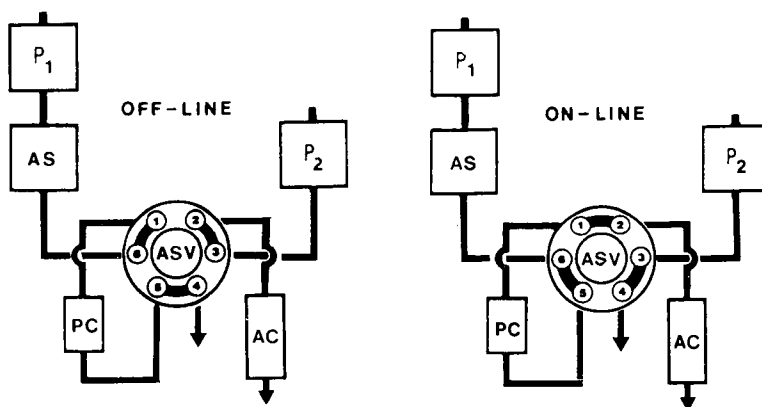 P1
OFF-LINE
AS
P2
1 2
6 ASV 3
5 4
PC
AC
P1
ON-LINE
AS
P2
1 2
6 ASV 3
5 4
PC
AC